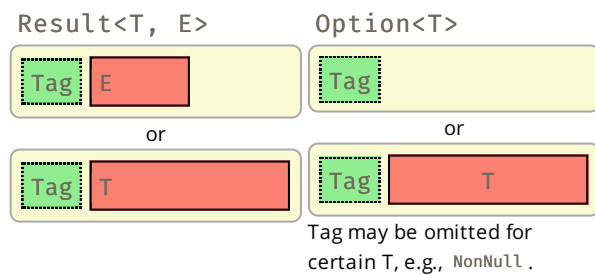 Result<T, E>
Tag E
or
Tag T
Option<T>
Tag
or
Tag T
Tag may be omitted for
certain T, e.g., NonNull .